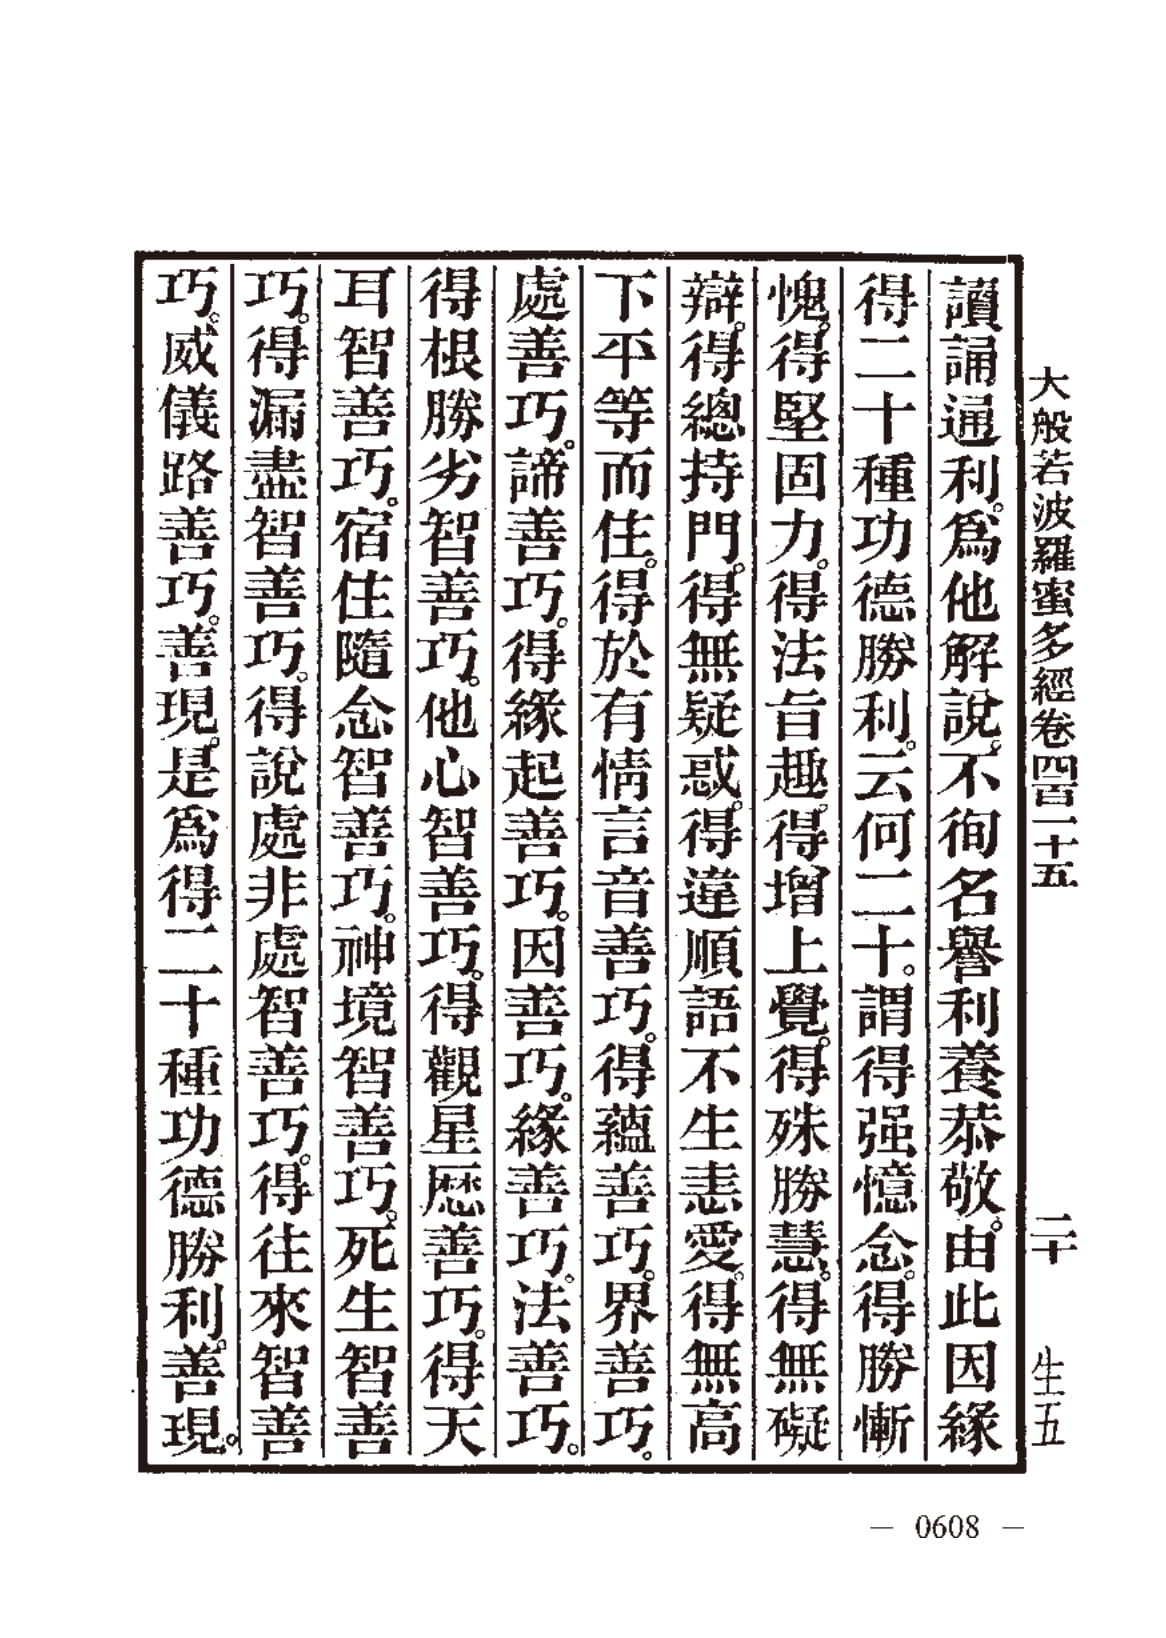 大般若波羅蜜多經卷四百一十五　二十　生五
讀誦通利。爲他解說。不徇名譽利養恭敬。由此因緣
得二十種功德勝利。云何二十。謂得强憶念。得勝慚
愧。得堅固力。得法旨趣。得增上覺。得殊勝慧。得無礙
辯。得總持門。得無疑惑。得違順語不生恚愛。得無高
下平等而住。得於有情言音善巧。得蘊善巧。界善巧。
處善巧。諦善巧。得緣起善巧。因善巧。緣善巧。法善巧。
得根勝劣智善巧。他心智善巧。得觀星歷善巧。得天
耳智善巧。宿住隨念智善巧。神境智善巧。死生智善
巧。得漏盡智善巧。得說處非處智善巧。得往來智善
巧。威儀路善巧。善現。是爲得二十種功德勝利。善現。
— 0608 —